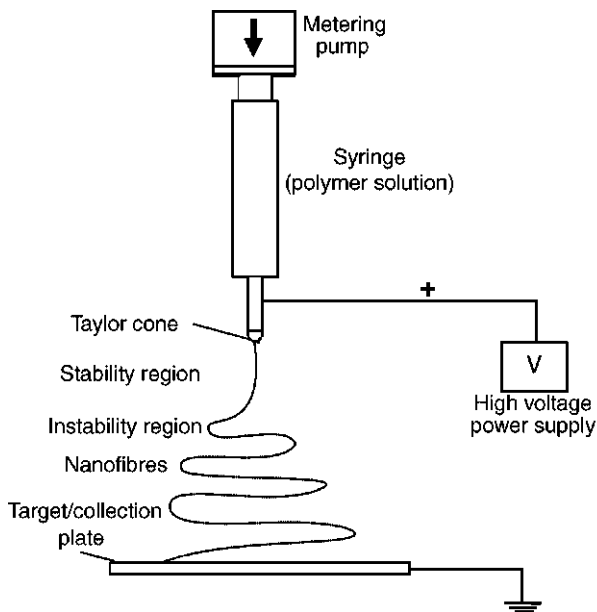 Metering
pump
Syringe
(polymer solution)
+
Taylor cone
Stability region
V
High voltage
power supply
Instability region
Nanofibres
Target/collection
plate